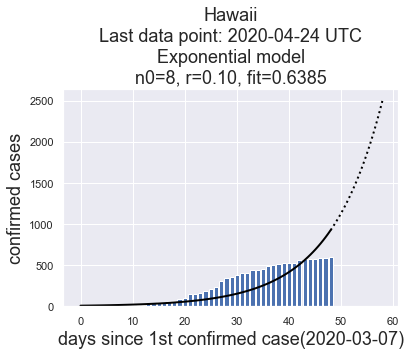 Hawaii
Last data point: 2020-04-24 UTC
Exponential model
n0=8, r=0.10, fit=0.6385
2500
2000
1500
1000
500
0
confirmed cases
0 10 20 30 40 50 60
days since 1st confirmed case(2020-03-07)